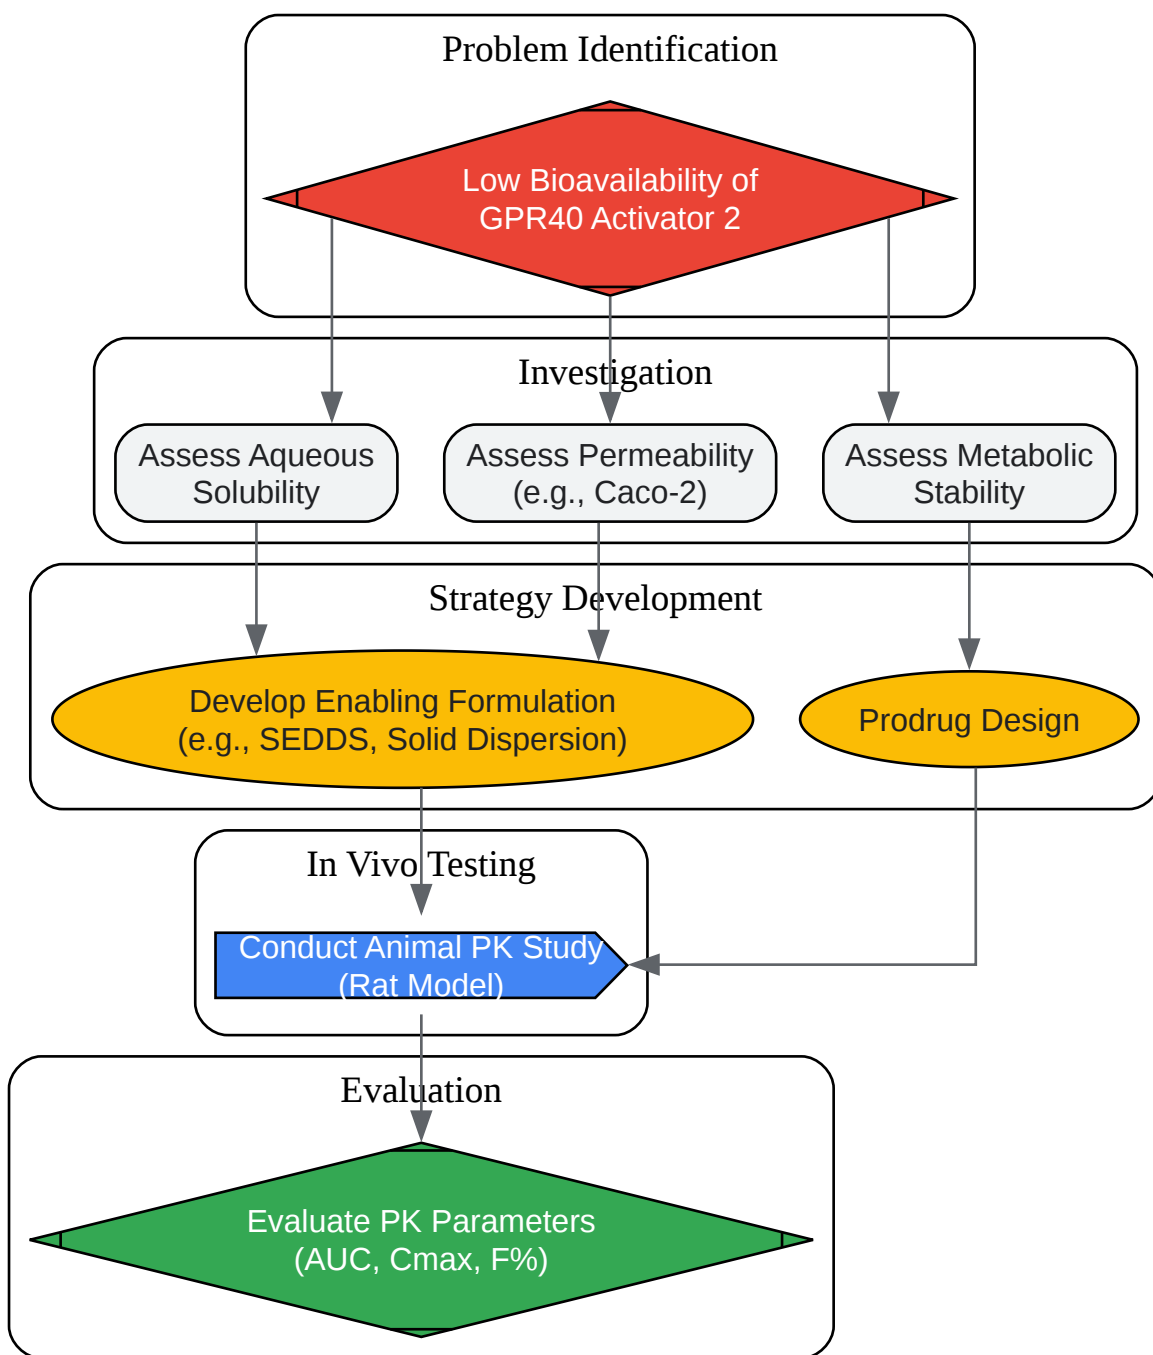 Problem Identification
Low Bioavailability of
GPR40 Activator 2
Investigation
Assess Aqueous
Solubility
Assess Permeability
(e.g., Caco-2)
Assess Metabolic
Stability
Strategy Development
Develop Enabling Formulation
(e.g., SEDDS, Solid Dispersion)
Prodrug Design
In Vivo Testing
Conduct Animal PK Study
(Rat Model)
Evaluation
Evaluate PK Parameters
(AUC, Cmax, F%)